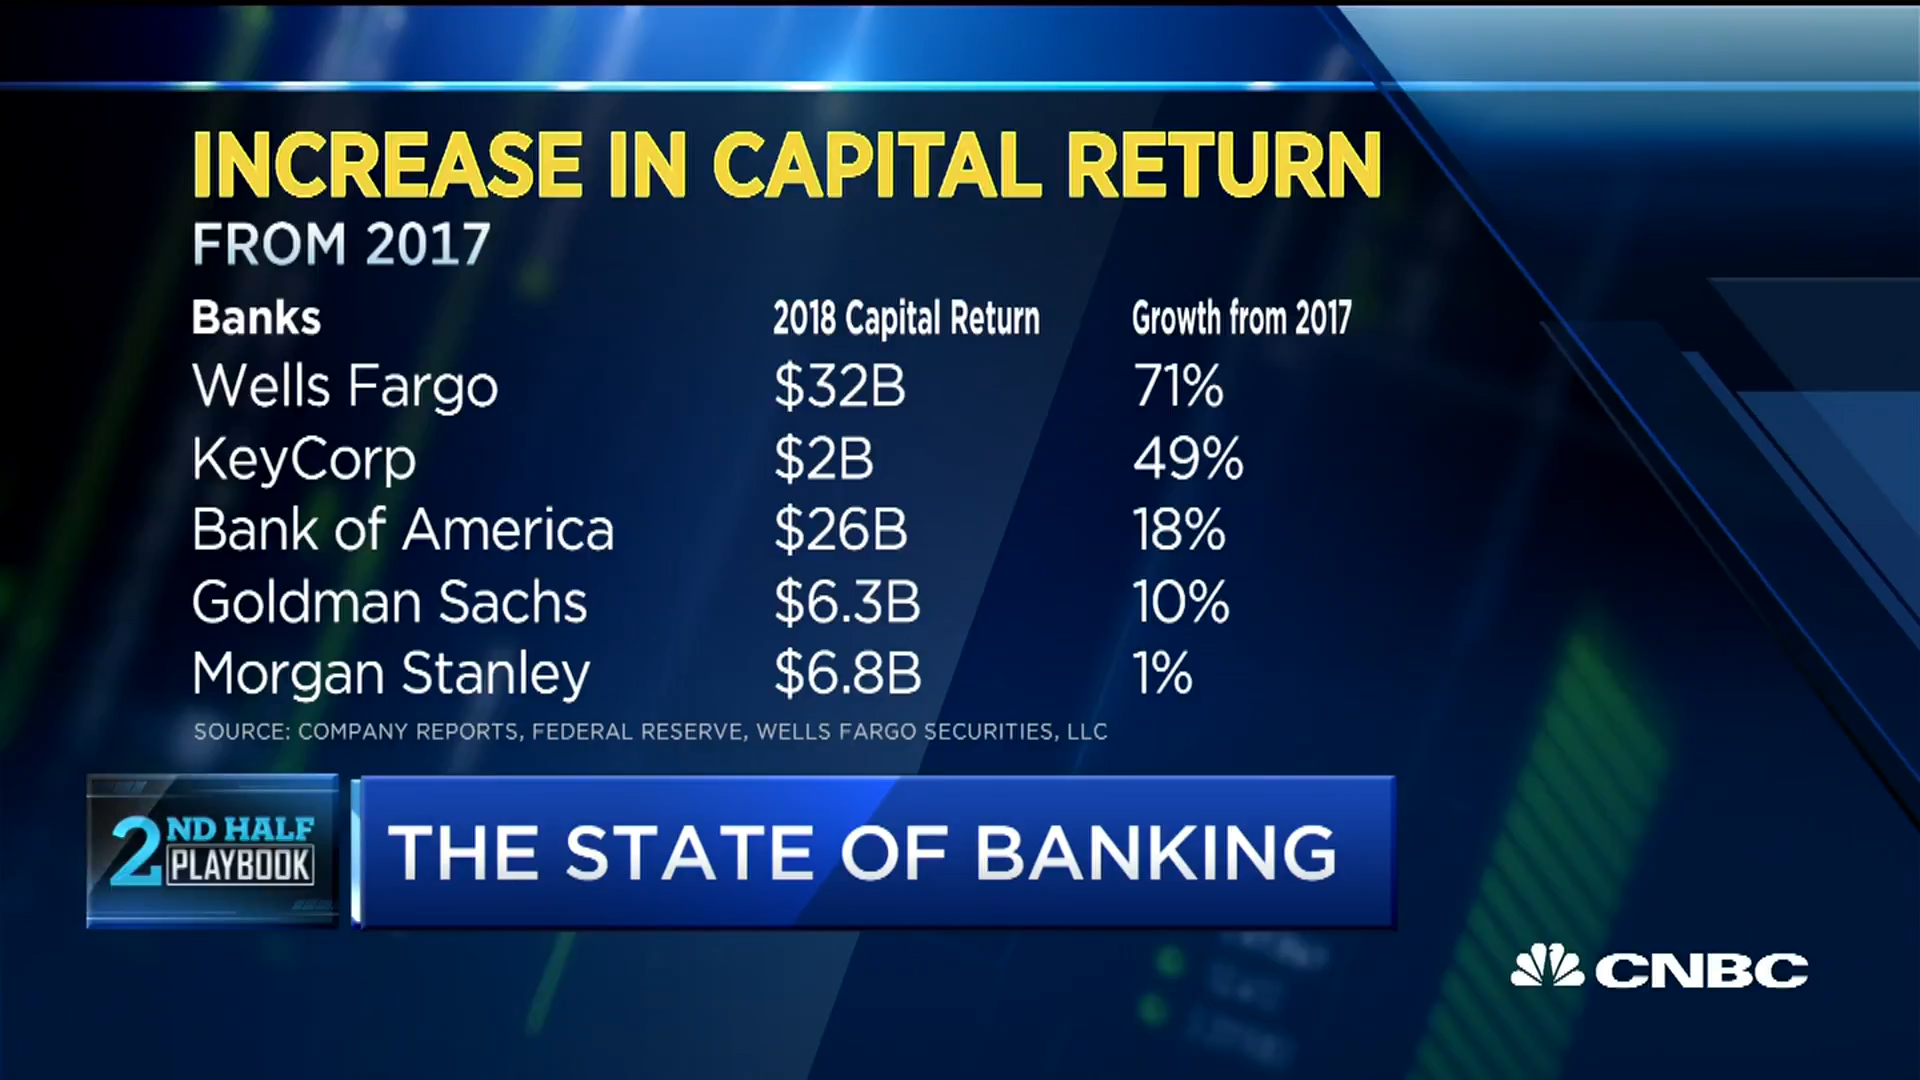 INCREASE IN CAPITAL RETURN
FROM 2017
Banks 2018 Capital Return Growth from 2017
Wells Fargo $32B 71%
KeyCorp $2B 49%
Bank of America $26B 18%
Goldman Sachs $6.3B 10%
Morgan Stanley $6.8B 1%
SOURCE: COMPANY REPORTS, FEDERAL RESERVE, WELLS FARGO SECURITIES, LLC
2ND HALF
PLAYBOOK
THE STATE OF BANKING
CNBC